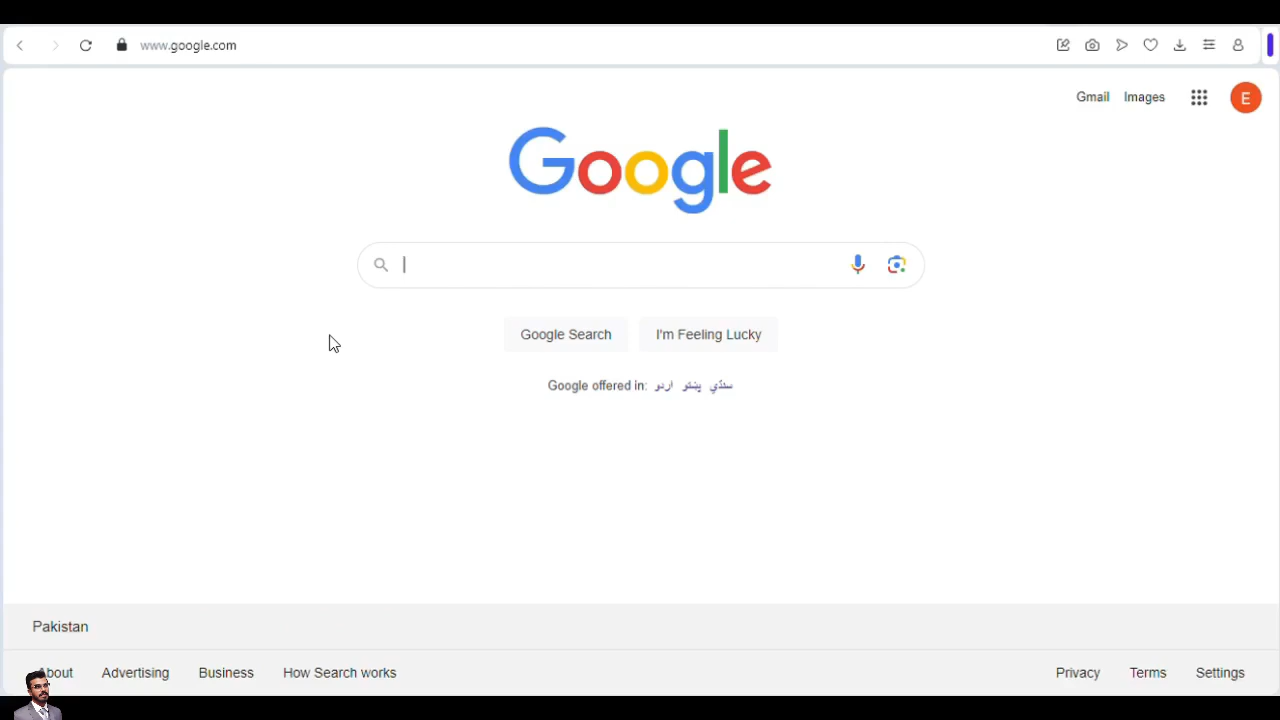 www.google.com
Gmail Images
E
Google
Google Search I'm Feeling Lucky
Google offered in: اردو پښتو سنڌي
Pakistan
About Advertising Business How Search works Privacy Terms Settings